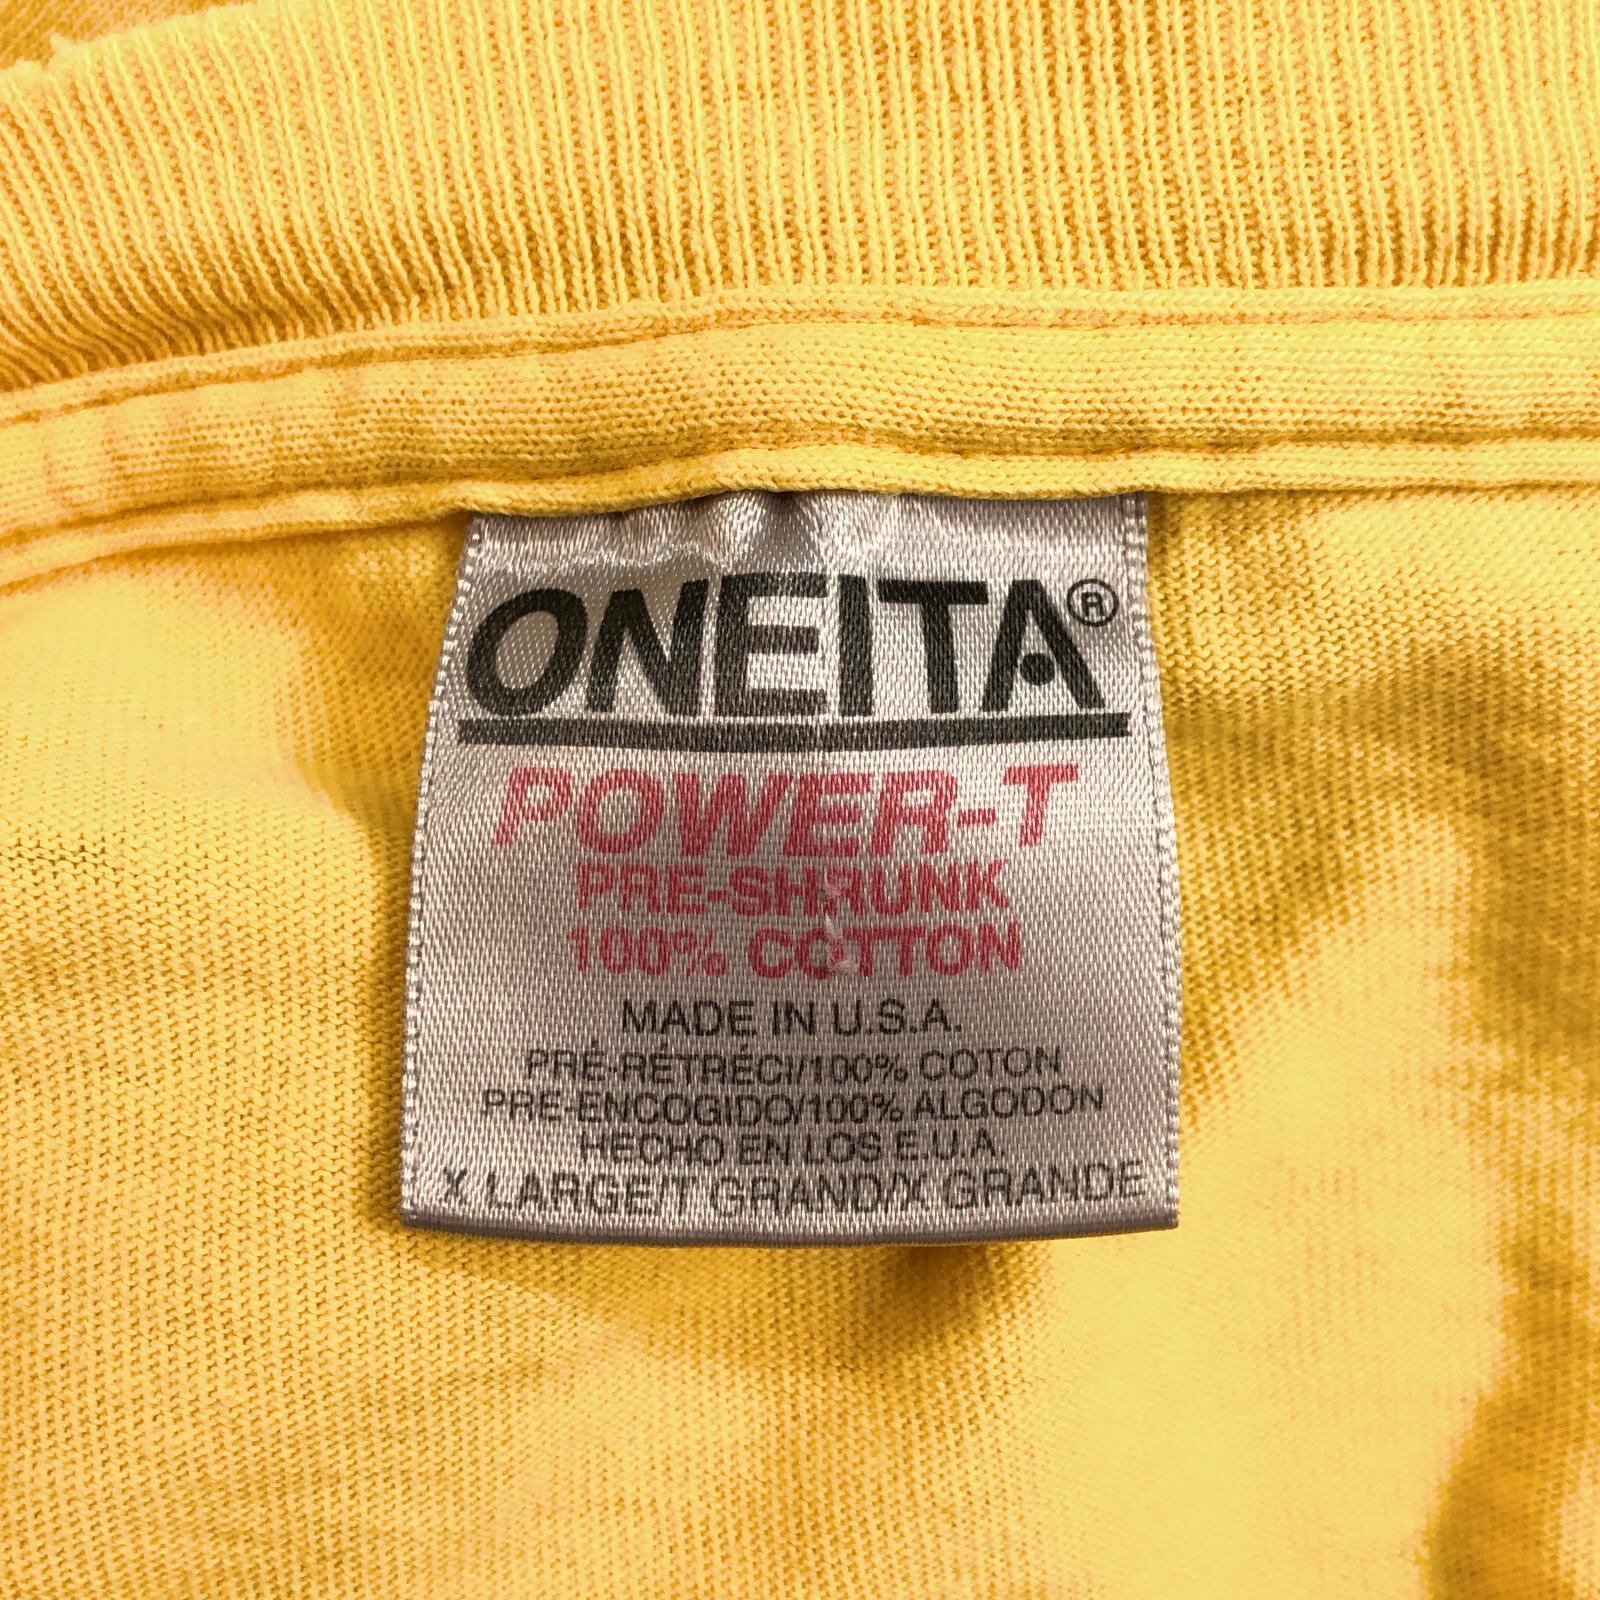 ONEITA®
POWER-T
PRE-SHRUNK
100% COTTON
MADE IN U.S.A.
PRÉ-RÉTRÉCI/100% COTON
PRE-ENCOGIDO/100% ALGODON
HECHO EN LOS E.U.A.
X LARGE/T GRAND/X GRANDE